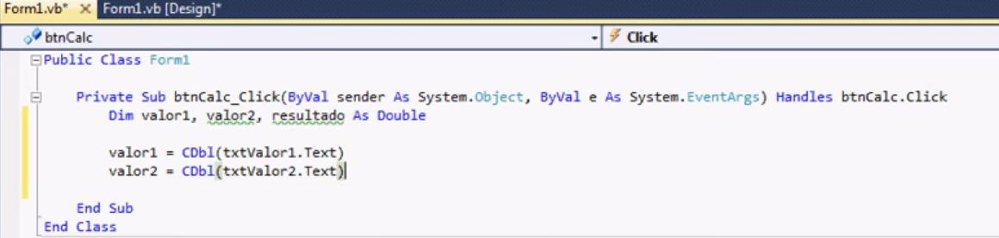 Form1.vb* Form1.vb [Design]*
btnCalc Click
Public Class Form1
Private Sub btnCalc_Click(ByVal sender As System.Object, ByVal e As System.EventArgs) Handles btnCalc.Click
Dim valor1, valor2, resultado As Double
valor1 = CDbl(txtValor1.Text)
valor2 = CDbl(txtValor2.Text)
End Sub
End Class